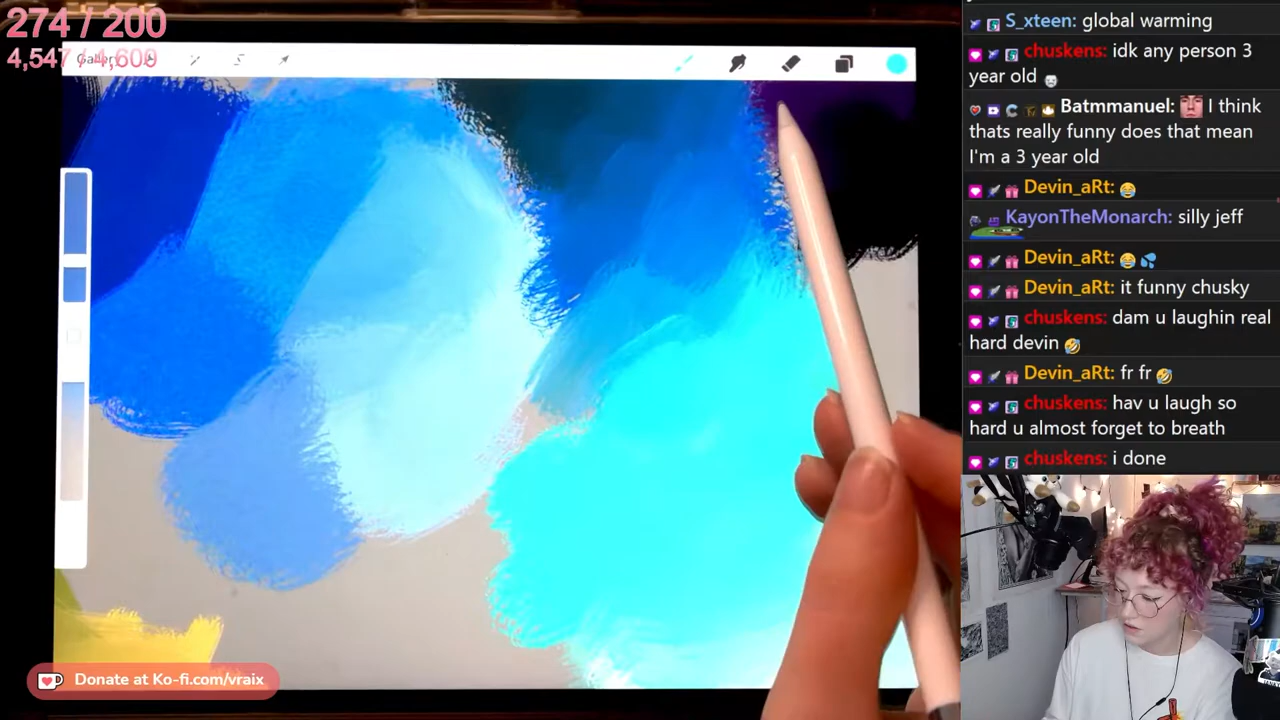 274 / 200
4,547 / 4,600
Gallery
S_xteen: global warming
chuskens: idk any person 3
year old
Batmmanuel: I think
thats really funny does that mean
I'm a 3 year old
Devin_aRt: 😂
KayonTheMonarch: silly jeff
Devin_aRt: 😂💦
Devin_aRt: it funny chusky
chuskens: dam u laughin real
hard devin 🤣
Devin_aRt: fr fr 🤣
chuskens: hav u laugh so
hard u almost forget to breath
chuskens: i done
Donate at Ko-fi.com/vraix